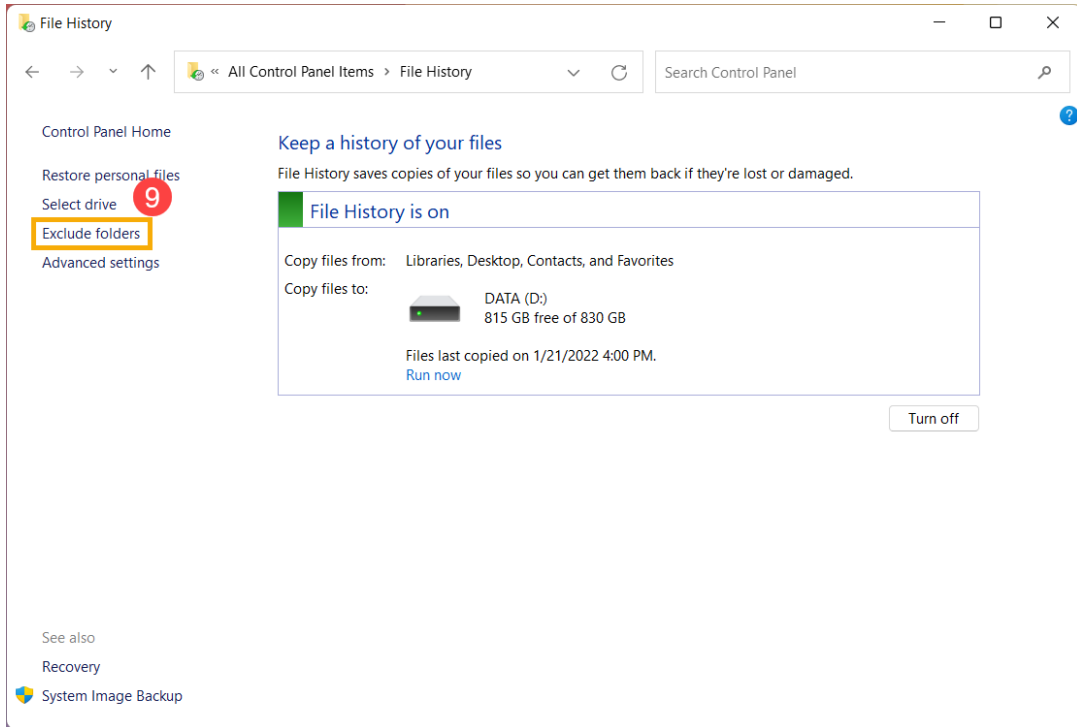 File History
« All Control Panel Items > File History
Search Control Panel
?
Control Panel Home
Restore personal files
Select drive
9
Exclude folders
Advanced settings
Keep a history of your files
File History saves copies of your files so you can get them back if they're lost or damaged.
File History is on
Copy files from: Libraries, Desktop, Contacts, and Favorites
Copy files to:
DATA (D:)
815 GB free of 830 GB
Files last copied on 1/21/2022 4:00 PM.
Run now
Turn off
See also
Recovery
System Image Backup